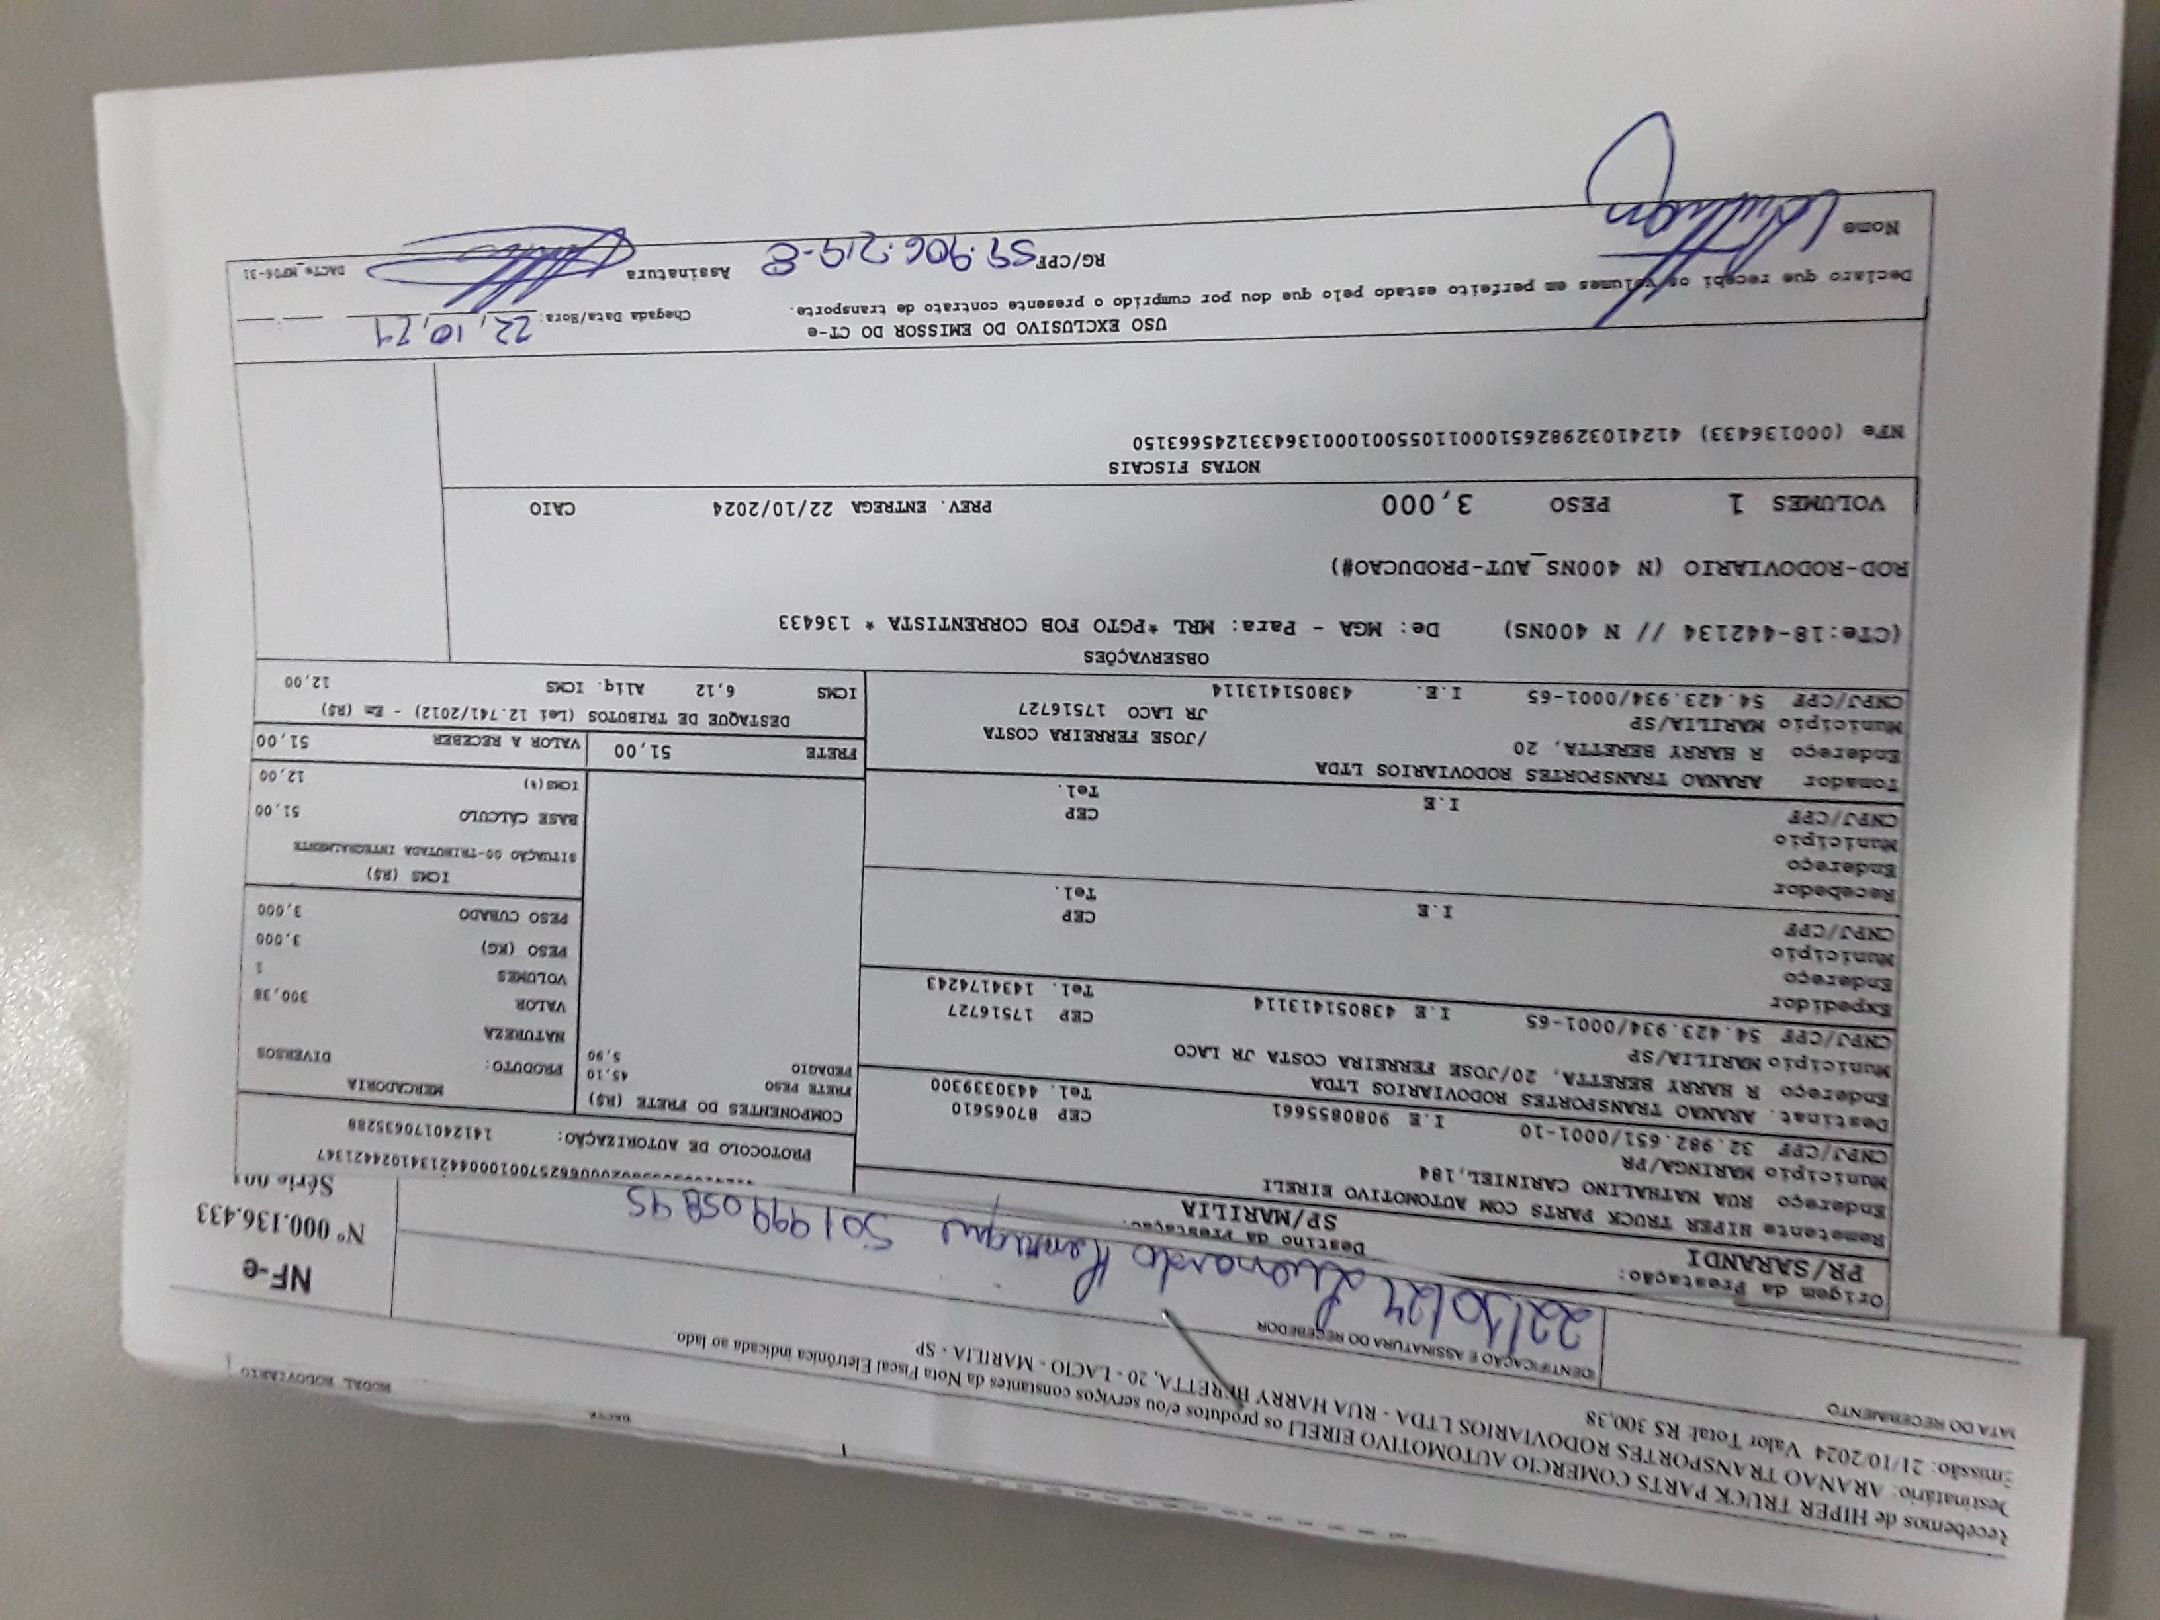 MODAL RODOVIARIO
DACTE
Recebemos de HIPER TRUCK PARTS COMERCIO AUTOMOTIVO EIRELI os produtos e/ou serviços constantes da Nota Fiscal Eletrônica indicada ao lado.
Destinatário: ARANAO TRANSPORTES RODOVIARIOS LTDA - RUA HARRY BERETTA, 20 - LACIO - MARILIA - SP
Emissão: 21/10/2024 Valor Total: R$ 300,38
DATA DO RECEBIMENTO
IDENTIFICAÇÃO E ASSINATURA DO RECEBEDOR
22/10/24 Leonardo Henrique 50199905845
NF-e
Nº 000.136.433
Série 001
Origem da Prestação:
PR/SARANDI
Destino da Prestação:
SP/MARILIA
Remetente HIPER TRUCK PARTS COM AUTOMOTIVO EIRELI
Endereço RUA NATHALINO CARINIEL,184
Município MARINGA/PR CEP 87065610
CNPJ/CPF 32.982.651/0001-10 I.E 9080855661 Tel. 4430339300
Destinat. ARANAO TRANSPORTES RODOVIARIOS LTDA
Endereço R HARRY BERETTA, 20/JOSE FERREIRA COSTA JR LACO
Município MARILIA/SP CEP 17516727
CNPJ/CPF 54.423.934/0001-65 I.E 438051413114 Tel. 1434174243
Expedidor
Endereço
Município CEP
CNPJ/CPF I.E Tel.
Recebedor
Endereço
Município CEP
CNPJ/CPF I.E Tel.
Tomador ARANAO TRANSPORTES RODOVIARIOS LTDA
Endereço R HARRY BERETTA, 20 /JOSE FERREIRA COSTA
Município MARILIA/SP JR LACO 17516727
CNPJ/CPF 54.423.934/0001-65 I.E. 438051413114
PROTOCOLO DE AUTORIZAÇÃO: 141240170635288
COMPONENTES DO FRETE (R$)
FRETE PESO 45,10
PEDAGIO 5,90
MERCADORIA
PRODUTO: DIVERSOS
NATUREZA
VALOR 300,38
VOLUMES 1
PESO (KG) 3,000
PESO CUBADO 3,000
ICMS (R$)
SITUAÇÃO 00-TRIBUTADA INTEGRALMENTE
BASE CÁLCULO 51,00
ICMS(%) 12,00
FRETE 51,00 VALOR A RECEBER 51,00
DESTAQUE DE TRIBUTOS (Lei 12.741/2012) - Em (R$)
ICMS 6,12 Aliq. ICMS 12,00
OBSERVAÇÕES
(CTe:18-442134 // N 400NS) De: MGA - Para: MRL *PGTO FOB CORRENTISTA * 136433
ROD-RODOVIARIO (N 400NS_AUT-PRODUCAO#)
VOLUMES 1 PESO 3,000 PREV. ENTREGA 22/10/2024 CAIO
NOTAS FISCAIS
NFe (000136433) 41241032982651000110550010001364331245663150
USO EXCLUSIVO DO EMISSOR DO CT-e
Declaro que recebi os volumes em perfeito estado pelo que dou por cumprido o presente contrato de transporte.
Chegada Data/Hora: 22,10,24
Nome RG/CPF 59.906.219-8 Assinatura
DACTe_MP06-31